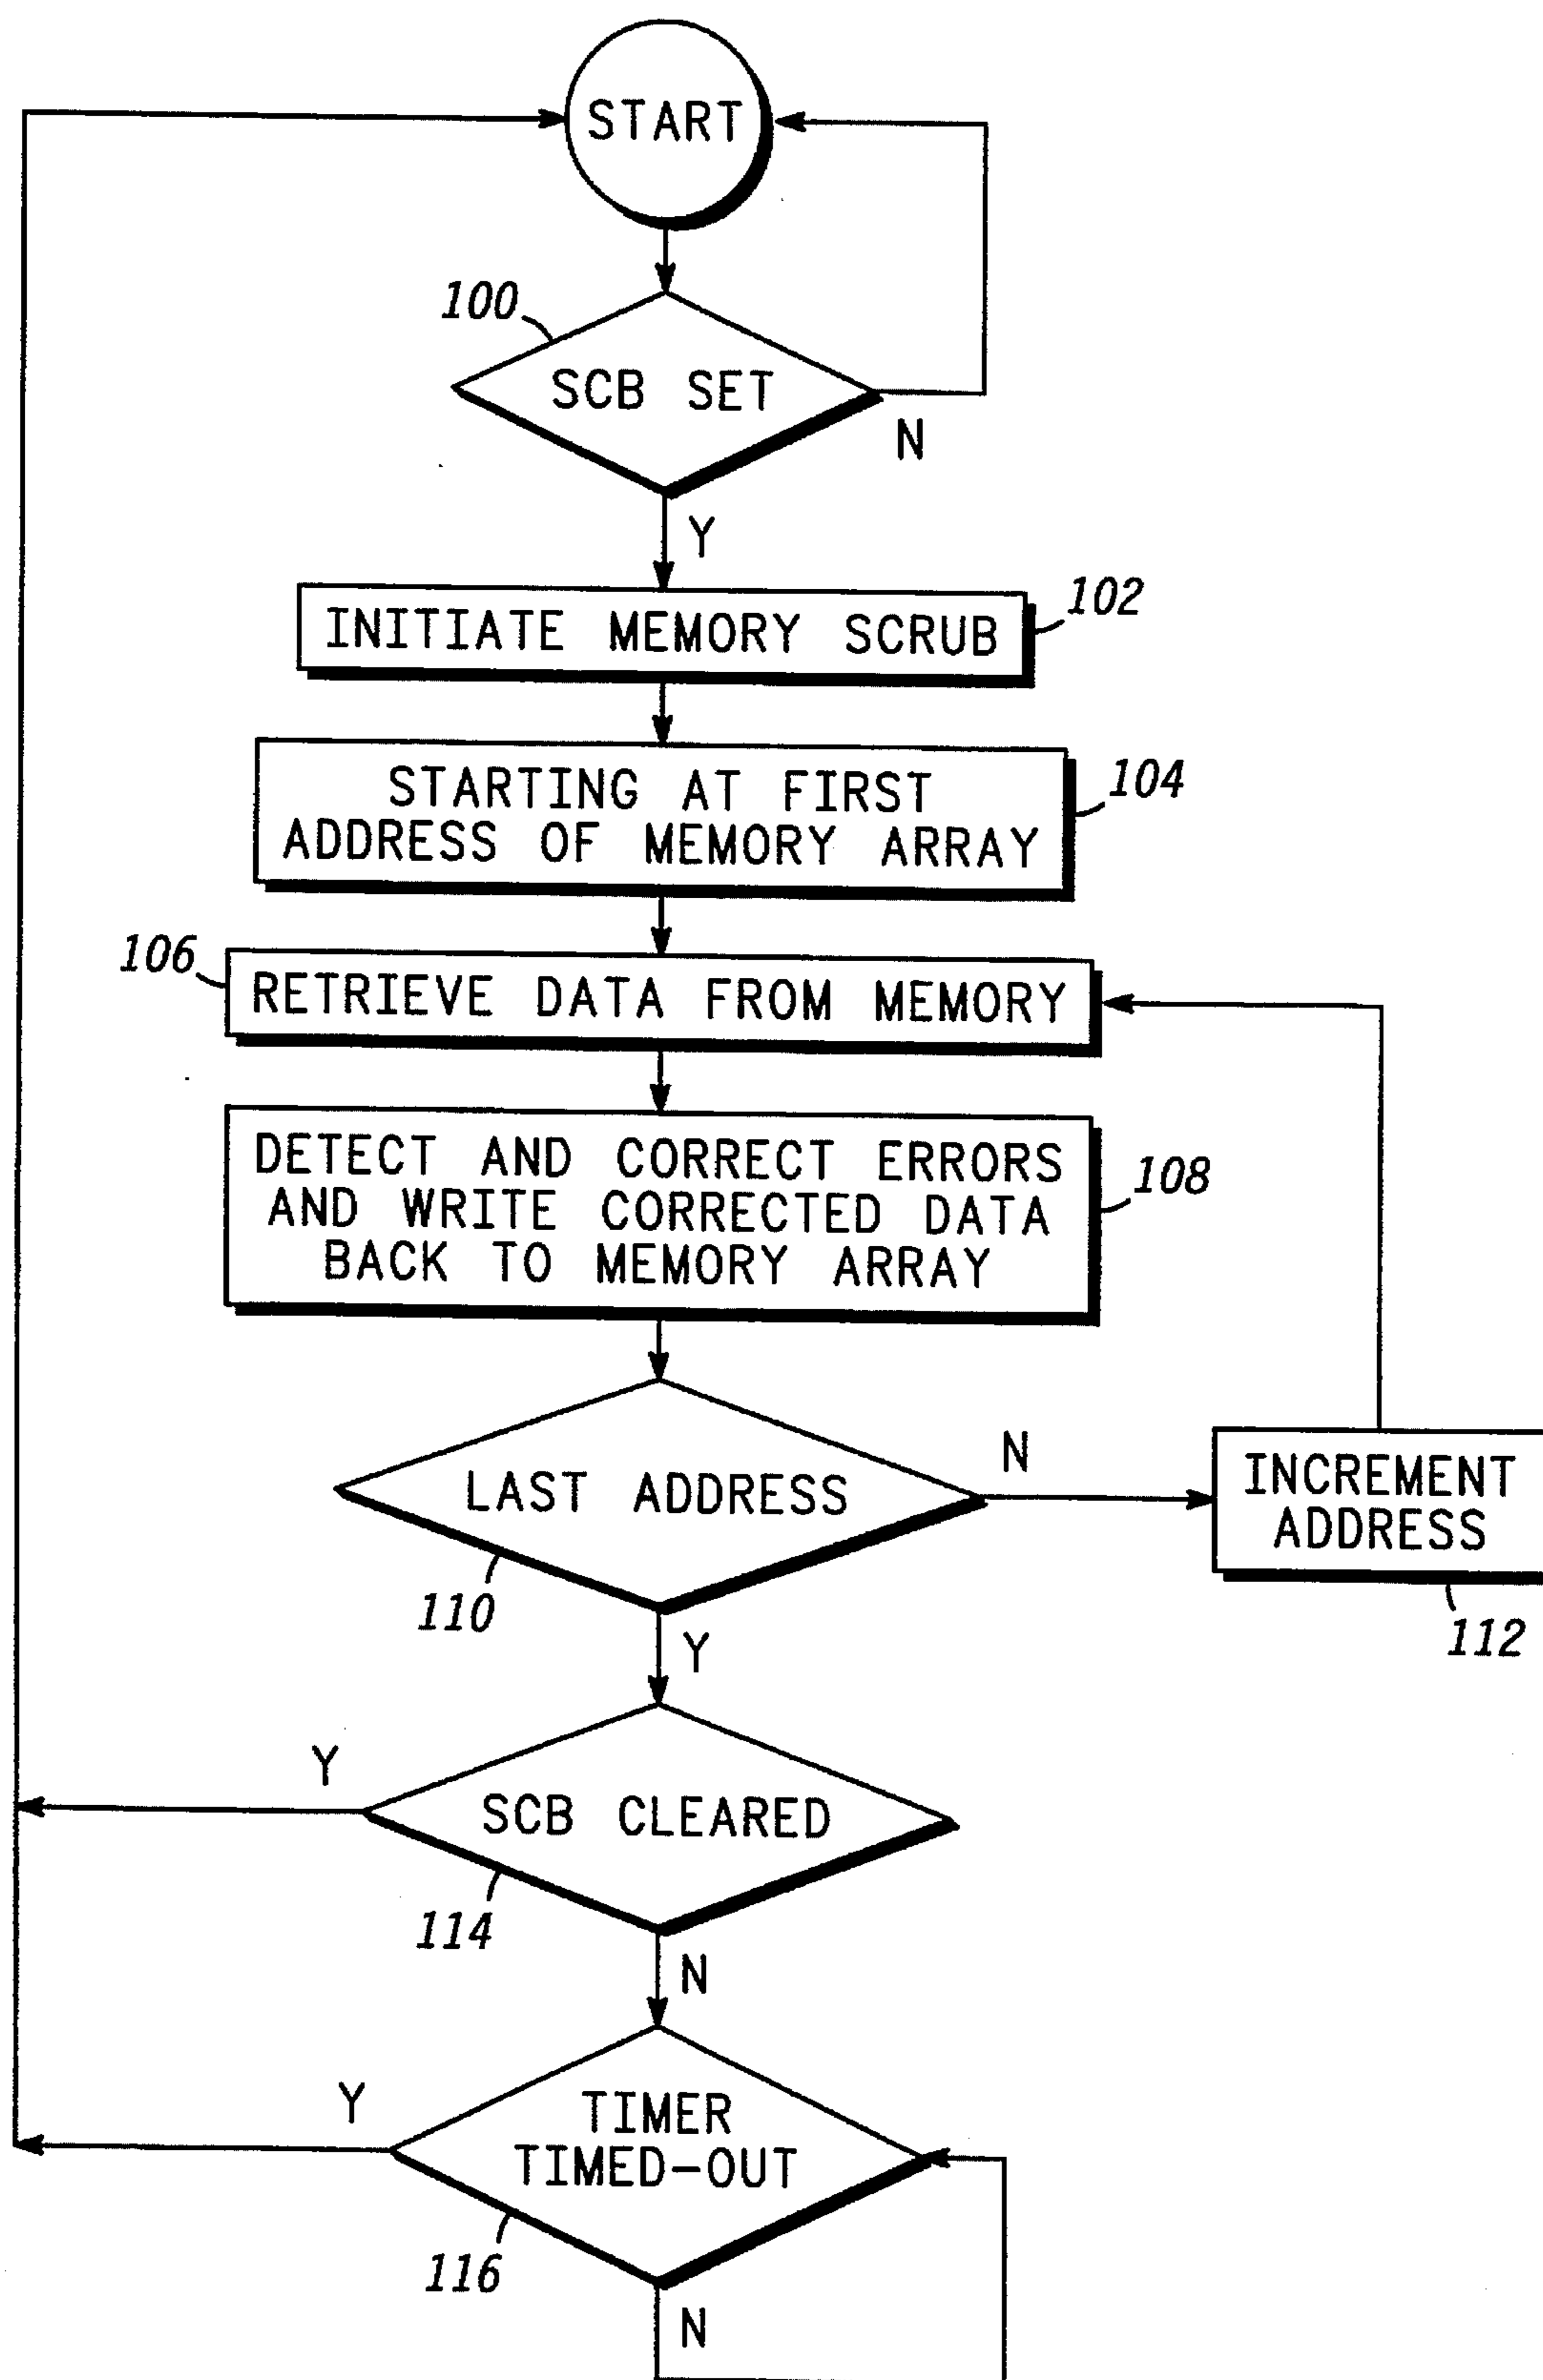 START
100
SCB SET
N
Y
INITIATE MEMORY SCRUB
102
STARTING AT FIRST
ADDRESS OF MEMORY ARRAY
104
106
RETRIEVE DATA FROM MEMORY
DETECT AND CORRECT ERRORS
AND WRITE CORRECTED DATA
BACK TO MEMORY ARRAY
108
LAST ADDRESS
N
110
Y
INCREMENT
ADDRESS
112
Y
SCB CLEARED
114
N
Y
TIMER
TIMED-OUT
116
N